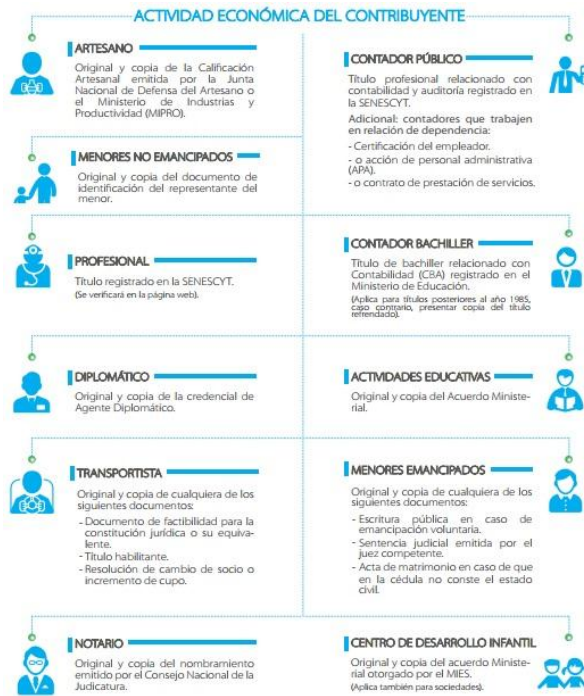 ACTIVIDAD ECONÓMICA DEL CONTRIBUYENTE
ARTESANO
Original y copia de la Calificación
Artesanal emitida por la Junta
Nacional de Defensa del Artesano o
el Ministerio de Industrias y
Productividad (MIPRO).
CONTADOR PÚBLICO
Título profesional relacionado con
contabilidad y auditoría registrado en
la SENESCYT.
Adicional: contadores que trabajen
en relación de dependencia:
- Certificación del empleador.
- o acción de personal administrativa
(APA).
- o contrato de prestación de servicios.
MENORES NO EMANCIPADOS
Original y copia del documento de
identificación del representante del
menor.
PROFESIONAL
Título registrado en la SENESCYT.
(Se verificará en la página web).
CONTADOR BACHILLER
Título de bachiller relacionado con
Contabilidad (CBA) registrado en el
Ministerio de Educación.
(Aplica para títulos posteriores al año 1985,
caso contrario, presentar copia del título
refrendado).
DIPLOMÁTICO
Original y copia de la credencial de
Agente Diplomático.
ACTIVIDADES EDUCATIVAS
Original y copia del Acuerdo Ministe-
rial.
TRANSPORTISTA
Original y copia de cualquiera de los
siguientes documentos:
- Documento de factibilidad para la
constitución jurídica o su equiva-
lente.
- Título habilitante.
- Resolución de cambio de socio o
incremento de cupo.
MENORES EMANCIPADOS
Original y copia de cualquiera de los
siguientes documentos:
- Escritura pública en caso de
emancipación voluntaria.
- Sentencia judicial emitida por el
juez competente.
- Acta de matrimonio en caso de que
en la cédula no conste el estado
civil.
NOTARIO
Original y copia del nombramiento
emitido por el Consejo Nacional de la
Judicatura.
CENTRO DE DESARROLLO INFANTIL
Original y copia del acuerdo Ministe-
rial otorgado por el MIES.
(Aplica también para sociedades).